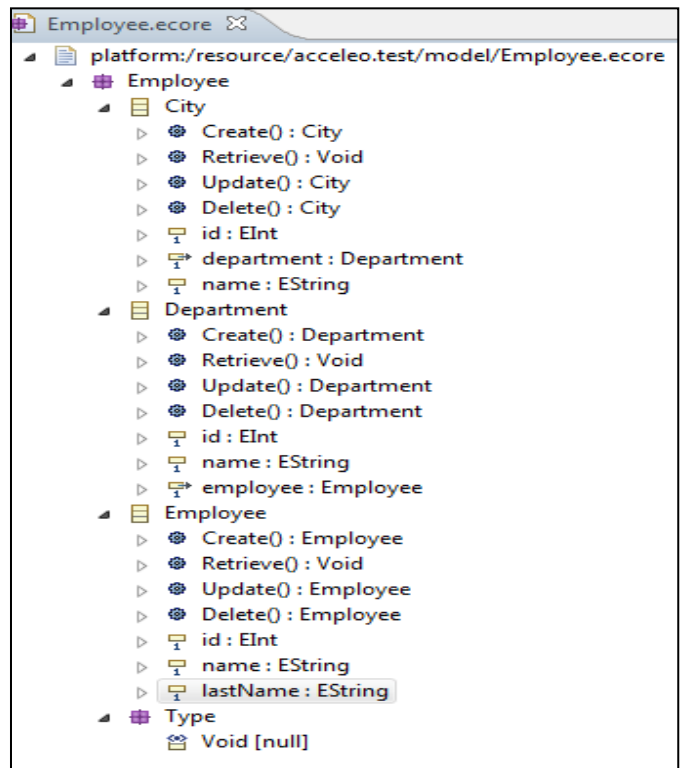 Employee.ecore
platform:/resource/acceleo.test/model/Employee.ecore
Employee
City
Create() : City
Retrieve() : Void
Update() : City
Delete() : City
id : EInt
department : Department
name : EString
Department
Create() : Department
Retrieve() : Void
Update() : Department
Delete() : Department
id : EInt
name : EString
employee : Employee
Employee
Create() : Employee
Retrieve() : Void
Update() : Employee
Delete() : Employee
id : EInt
name : EString
lastName : EString
Type
Void [null]